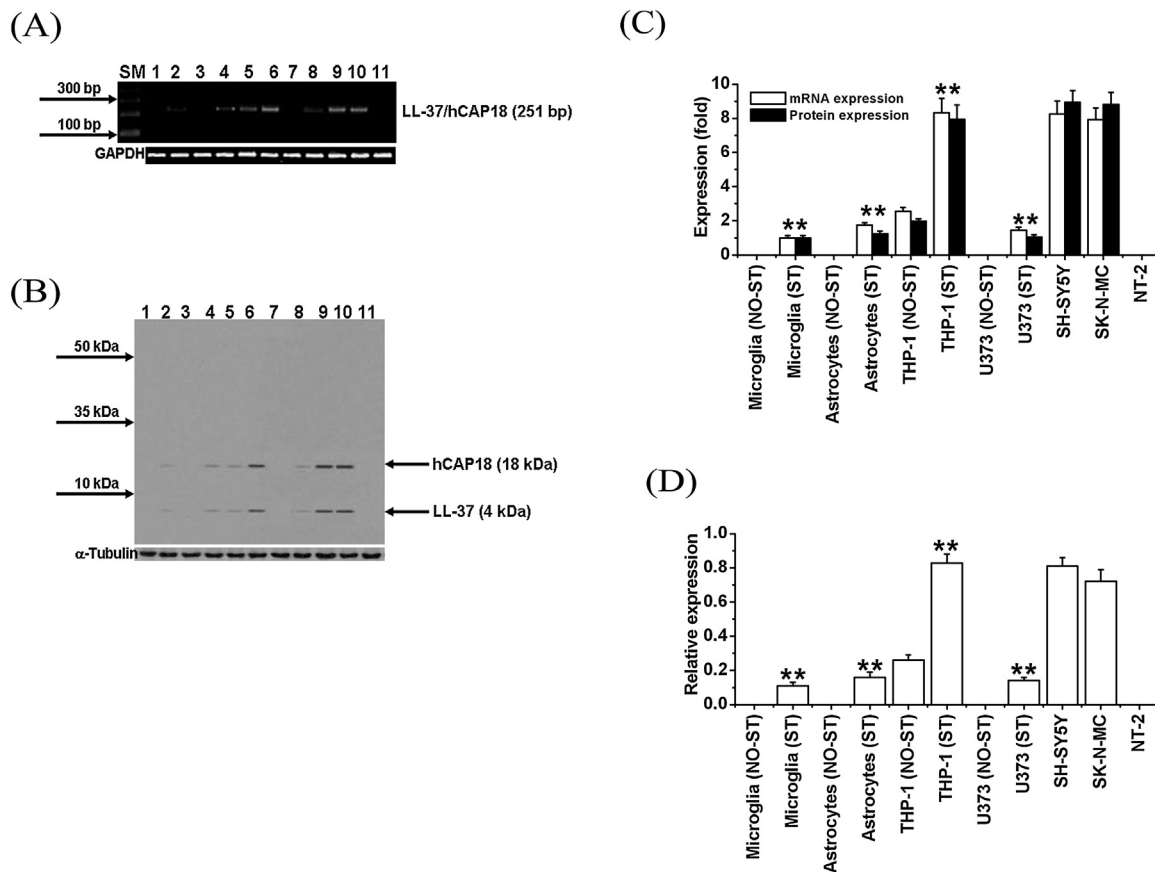 (A)
SM 1 2 3 4 5 6 7 8 9 10 11
300 bp
LL-37/hCAP18 (251 bp)
100 bp
GAPDH
(B)
1 2 3 4 5 6 7 8 9 10 11
50 kDa
35 kDa
hCAP18 (18 kDa)
10 kDa
LL-37 (4 kDa)
α-Tubulin
(C)
mRNA expression
Protein expression
Expression (fold)
10
8
6
4
2
0
**
**
**
**
Microglia (NO-ST)
Microglia (ST)
Astrocytes (NO-ST)
Astrocytes (ST)
THP-1 (NO-ST)
THP-1 (ST)
U373 (NO-ST)
U373 (ST)
SH-SY5Y
SK-N-MC
NT-2
(D)
Relative expression
1.0
0.8
0.6
0.4
0.2
0.0
**
**
**
**
Microglia (NO-ST)
Microglia (ST)
Astrocytes (NO-ST)
Astrocytes (ST)
THP-1 (NO-ST)
THP-1 (ST)
U373 (NO-ST)
U373 (ST)
SH-SY5Y
SK-N-MC
NT-2